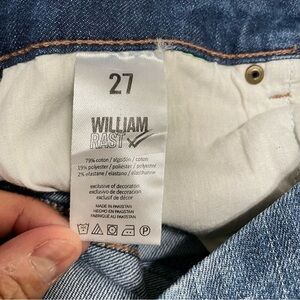 27
WILLIAM
RAST
79% cotton / algodón / coton
19% polyester / poliéster / polyester
2% elastane / elastano / élasthanne
exclusive of decoration
exclusivo de decoración
exclusif de décor
MADE IN PAKISTAN
HECHO EN PAKISTÁN
FABRIQUÉ AU PAKISTAN